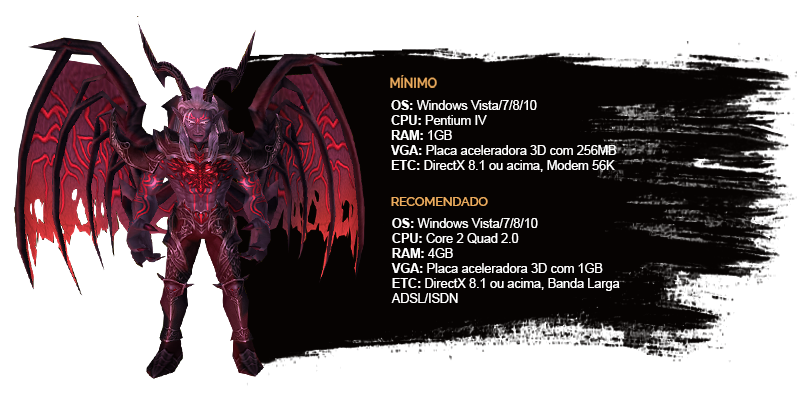 MÍNIMO
OS: Windows Vista/7/8/10
CPU: Pentium IV
RAM: 1GB
VGA: Placa aceleradora 3D com 256MB
ETC: DirectX 8.1 ou acima, Modem 56K
RECOMENDADO
OS: Windows Vista/7/8/10
CPU: Core 2 Quad 2.0
RAM: 4GB
VGA: Placa aceleradora 3D com 1GB
ETC: DirectX 8.1 ou acima, Banda Larga
ADSL/ISDN